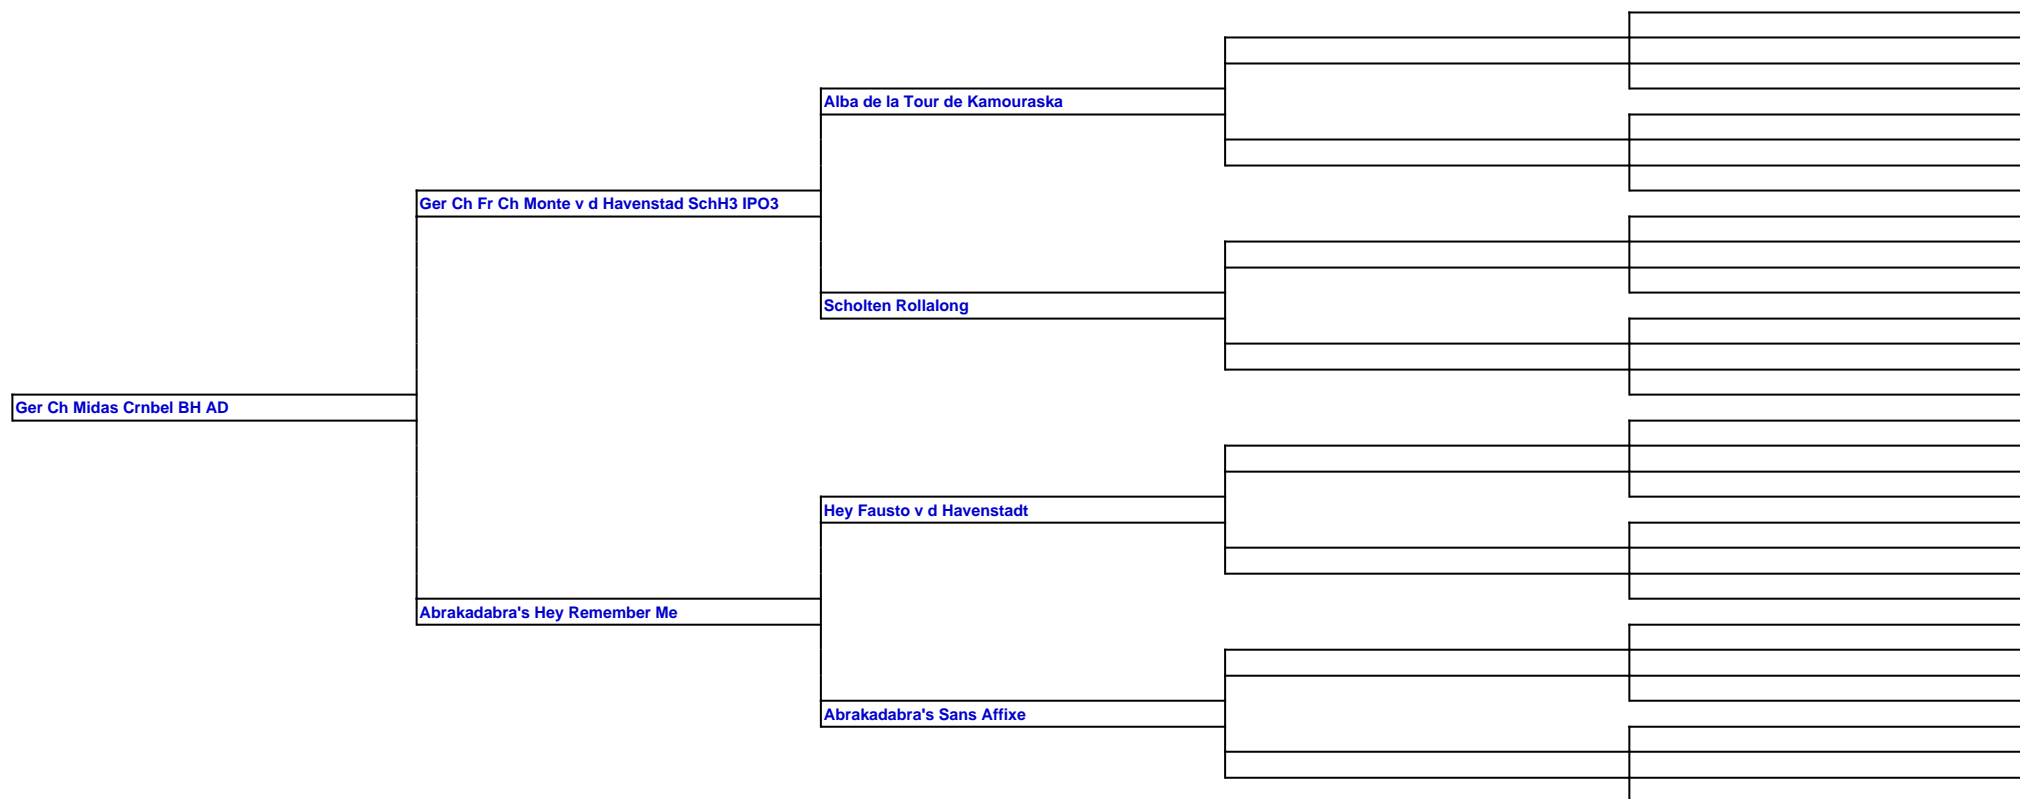 Alba de la Tour de Kamouraska
Ger Ch Fr Ch Monte v d Havenstad SchH3 IPO3
Scholten Rollalong
Ger Ch Midas Crnbel BH AD
Hey Fausto v d Havenstadt
Abrakadabra's Hey Remember Me
Abrakadabra's Sans Affixe